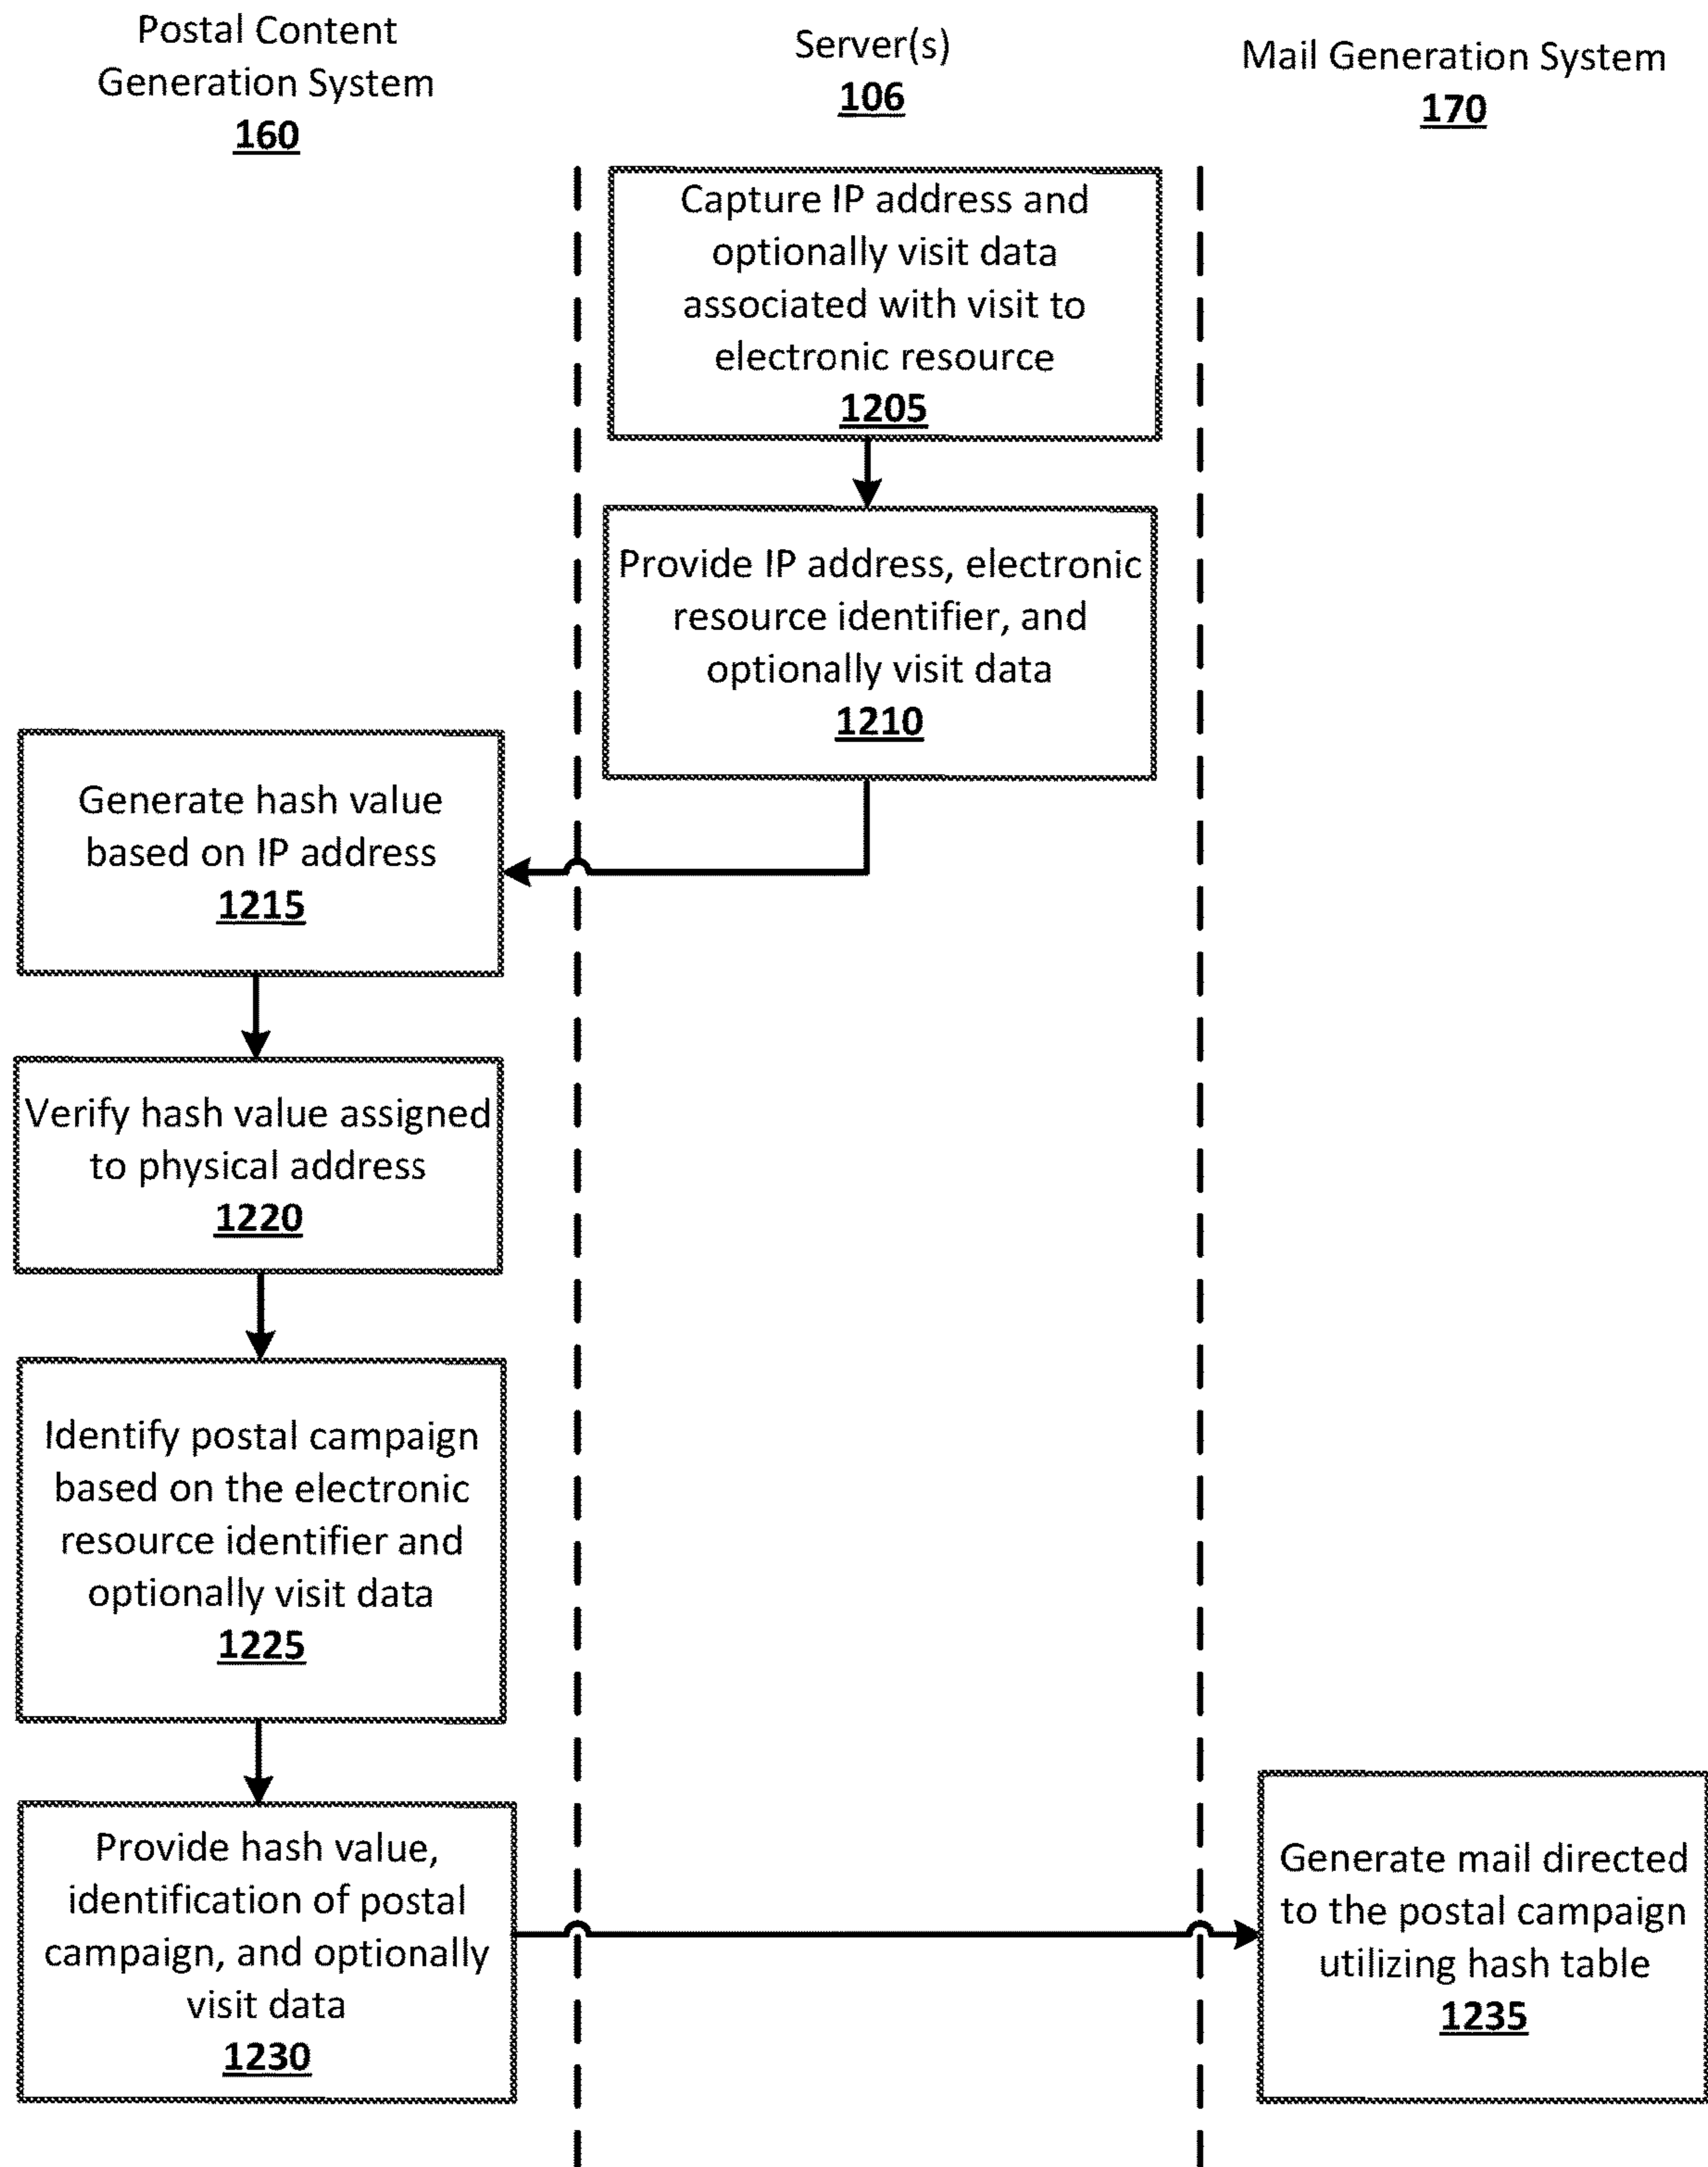 Postal Content
Generation System
160
Server(s)
106
Mail Generation System
170
Capture IP address and
optionally visit data
associated with visit to
electronic resource
1205
Provide IP address, electronic
resource identifier, and
optionally visit data
1210
Generate hash value
based on IP address
1215
Verify hash value assigned
to physical address
1220
Identify postal campaign
based on the electronic
resource identifier and
optionally visit data
1225
Provide hash value,
identification of postal
campaign, and optionally
visit data
1230
Generate mail directed
to the postal campaign
utilizing hash table
1235